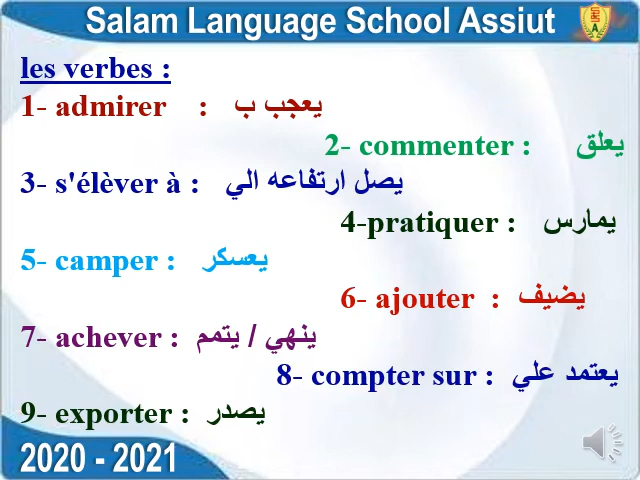 Salam Language School Assiut
les verbes :
1- admirer : يعجب ب
2- commenter : يعلق
3- s'élèver à : يصل ارتفاعه الي
4-pratiquer : يمارس
5- camper : يعسكر
6- ajouter : يضيف
7- achever : ينهي / يتمم
8- compter sur : يعتمد علي
9- exporter : يصدر
2020 - 2021